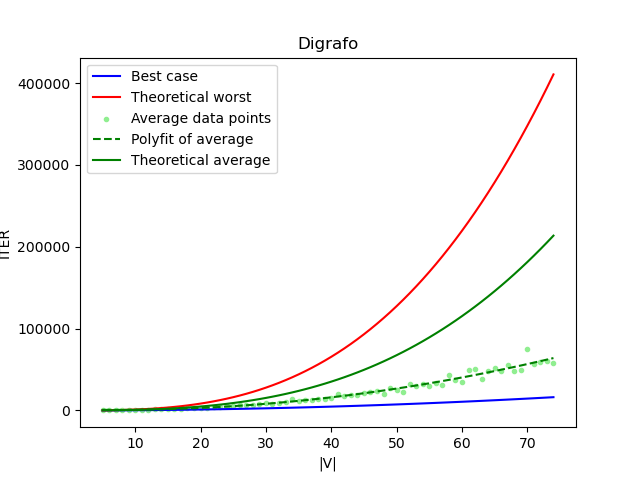 Digrafo
Best case
Theoretical worst
Average data points
Polyfit of average
Theoretical average
400000
300000
200000
100000
0
ITER
10 20 30 40 50 60 70
|V|